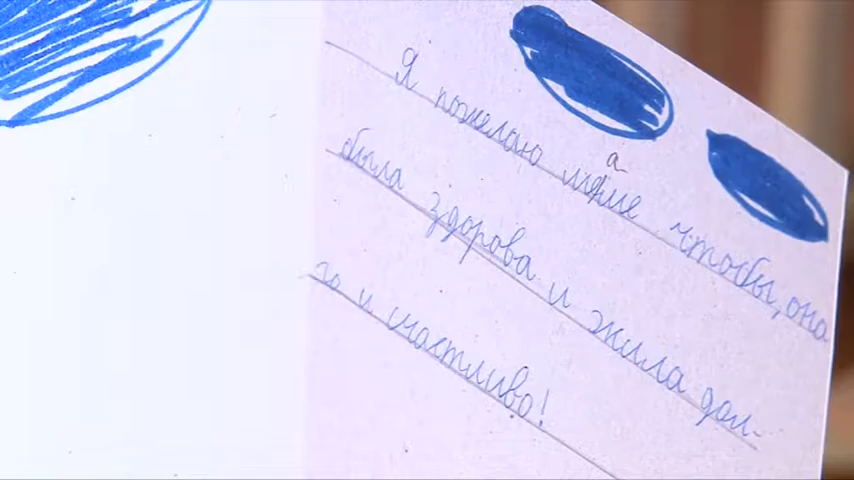 Я пожелаю маме чтобы, она
была здорова и жила дол-
го и счастливо!